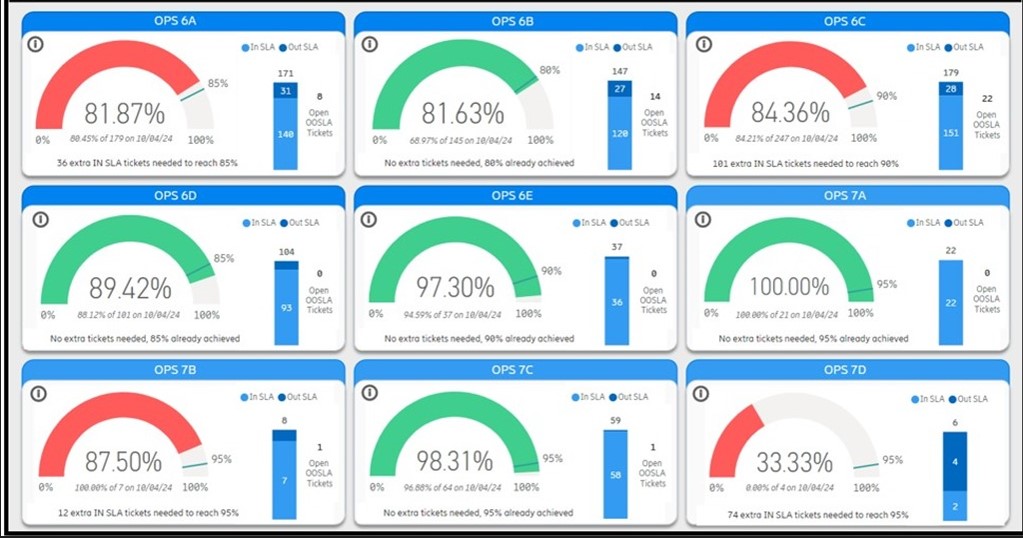 OPS 6A
In SLA Out SLA
171
31
140
85%
81.87%
0% 100%
80.45% of 179 on 10/04/24
8
Open
OOSLA
Tickets
36 extra IN SLA tickets needed to reach 85%
OPS 6B
In SLA Out SLA
147
27
120
80%
81.63%
0% 100%
68.97% of 145 on 10/04/24
14
Open
OOSLA
Tickets
No extra tickets needed, 80% already achieved
OPS 6C
In SLA Out SLA
179
28
151
90%
84.36%
0% 100%
84.21% of 247 on 10/04/24
22
Open
OOSLA
Tickets
101 extra IN SLA tickets needed to reach 90%
OPS 6D
In SLA Out SLA
104
93
85%
89.42%
0% 100%
88.12% of 101 on 10/04/24
0
Open
OOSLA
Tickets
No extra tickets needed, 85% already achieved
OPS 6E
In SLA Out SLA
37
36
90%
97.30%
0% 100%
94.59% of 37 on 10/04/24
0
Open
OOSLA
Tickets
No extra tickets needed, 90% already achieved
OPS 7A
In SLA Out SLA
22
22
95%
100.00%
0% 100%
100.00% of 21 on 10/04/24
0
Open
OOSLA
Tickets
No extra tickets needed, 95% already achieved
OPS 7B
In SLA Out SLA
8
7
95%
87.50%
0% 100%
100.00% of 7 on 10/04/24
1
Open
OOSLA
Tickets
12 extra IN SLA tickets needed to reach 95%
OPS 7C
In SLA Out SLA
59
58
95%
98.31%
0% 100%
96.88% of 64 on 10/04/24
1
Open
OOSLA
Tickets
No extra tickets needed, 95% already achieved
OPS 7D
In SLA Out SLA
6
4
2
95%
33.33%
0% 100%
0.00% of 4 on 10/04/24
74 extra IN SLA tickets needed to reach 95%